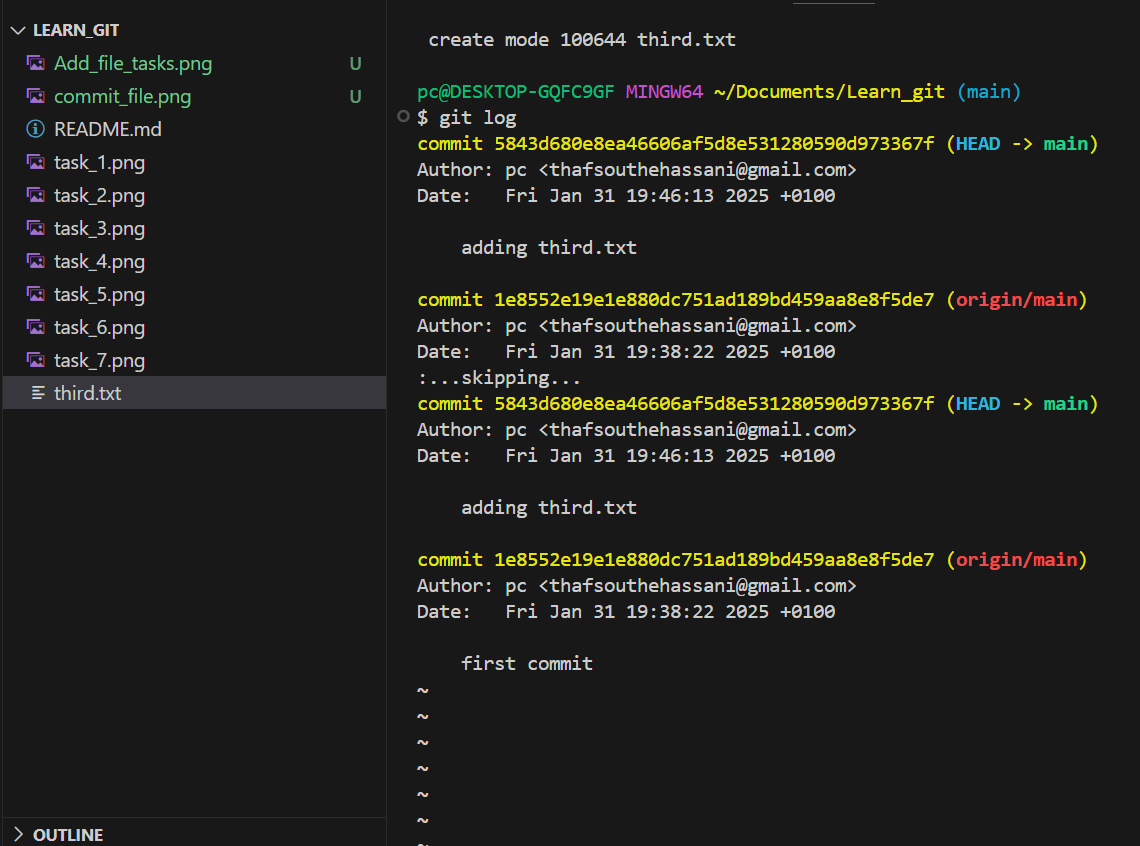 LEARN_GIT
Add_file_tasks.png U
commit_file.png U
README.md
task_1.png
task_2.png
task_3.png
task_4.png
task_5.png
task_6.png
task_7.png
third.txt
OUTLINE
create mode 100644 third.txt
pc@DESKTOP-GQFC9GF MINGW64 ~/Documents/Learn_git (main)
$ git log
commit 5843d680e8ea46606af5d8e531280590d973367f (HEAD -> main)
Author: pc <thafsouthehassani@gmail.com>
Date:   Fri Jan 31 19:46:13 2025 +0100
adding third.txt
commit 1e8552e19e1e880dc751ad189bd459aa8e8f5de7 (origin/main)
Author: pc <thafsouthehassani@gmail.com>
Date:   Fri Jan 31 19:38:22 2025 +0100
:...skipping...
commit 5843d680e8ea46606af5d8e531280590d973367f (HEAD -> main)
Author: pc <thafsouthehassani@gmail.com>
Date:   Fri Jan 31 19:46:13 2025 +0100
adding third.txt
commit 1e8552e19e1e880dc751ad189bd459aa8e8f5de7 (origin/main)
Author: pc <thafsouthehassani@gmail.com>
Date:   Fri Jan 31 19:38:22 2025 +0100
first commit
~
~
~
~
~
~
~